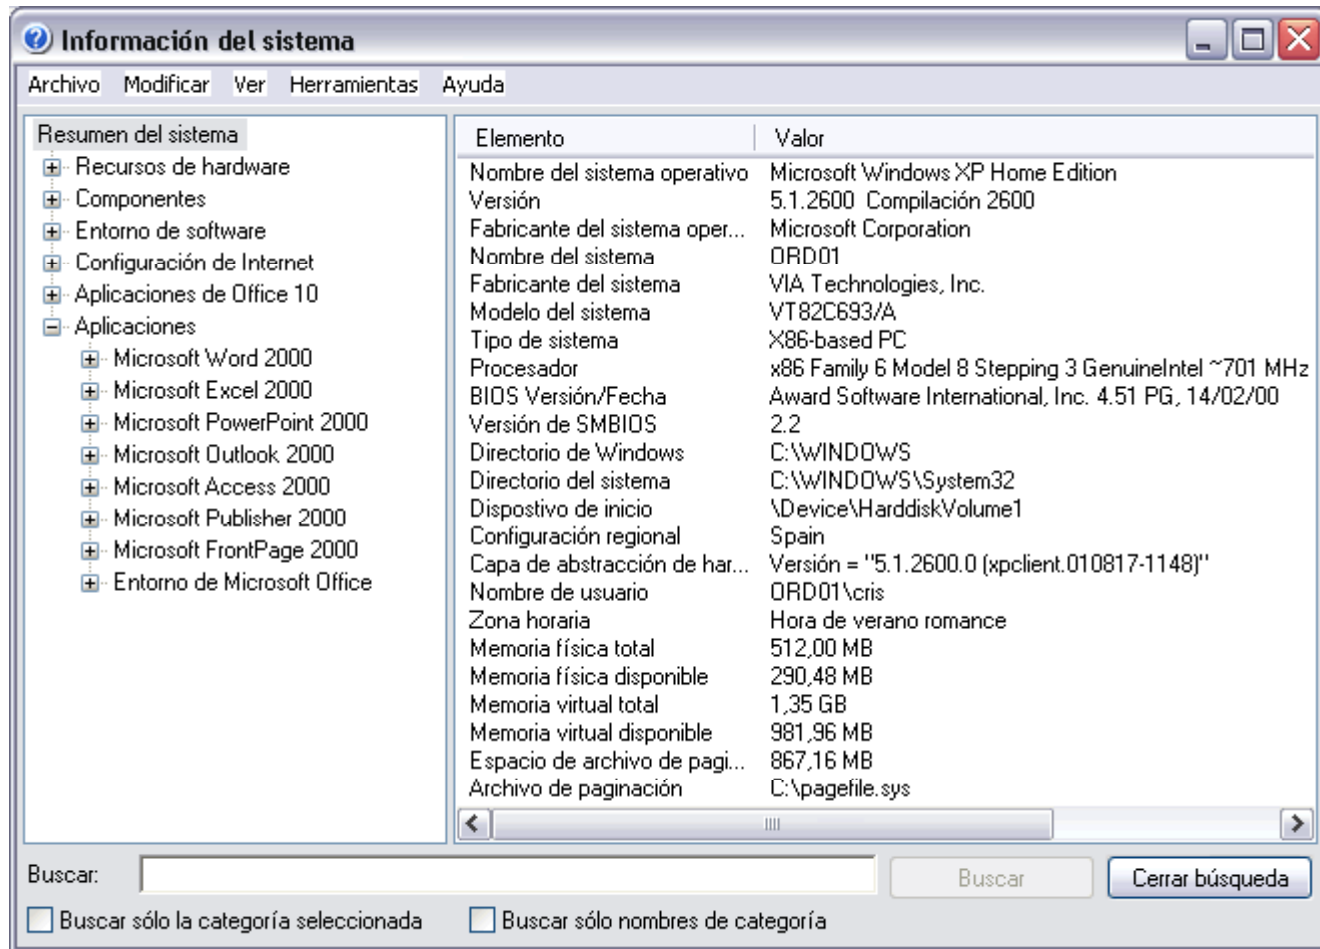 Información del sistema
Archivo Modificar Ver Herramientas Ayuda
Resumen del sistema
Recursos de hardware
Componentes
Entorno de software
Configuración de Internet
Aplicaciones de Office 10
Aplicaciones
Microsoft Word 2000
Microsoft Excel 2000
Microsoft PowerPoint 2000
Microsoft Outlook 2000
Microsoft Access 2000
Microsoft Publisher 2000
Microsoft FrontPage 2000
Entorno de Microsoft Office
Elemento Valor
Nombre del sistema operativo Microsoft Windows XP Home Edition
Versión 5.1.2600 Compilación 2600
Fabricante del sistema oper... Microsoft Corporation
Nombre del sistema ORD01
Fabricante del sistema VIA Technologies, Inc.
Modelo del sistema VT82C693/A
Tipo de sistema X86-based PC
Procesador x86 Family 6 Model 8 Stepping 3 GenuineIntel ~701 MHz
BIOS Versión/Fecha Award Software International, Inc. 4.51 PG, 14/02/00
Versión de SMBIOS 2.2
Directorio de Windows C:\WINDOWS
Directorio del sistema C:\WINDOWS\System32
Dispostivo de inicio \Device\HarddiskVolume1
Configuración regional Spain
Capa de abstracción de har... Versión = "5.1.2600.0 (xpclient.010817-1148)"
Nombre de usuario ORD01\cris
Zona horaria Hora de verano romance
Memoria física total 512,00 MB
Memoria física disponible 290,48 MB
Memoria virtual total 1,35 GB
Memoria virtual disponible 981,96 MB
Espacio de archivo de pagi... 867,16 MB
Archivo de paginación C:\pagefile.sys
Buscar: Buscar Cerrar búsqueda
Buscar sólo la categoría seleccionada Buscar sólo nombres de categoría